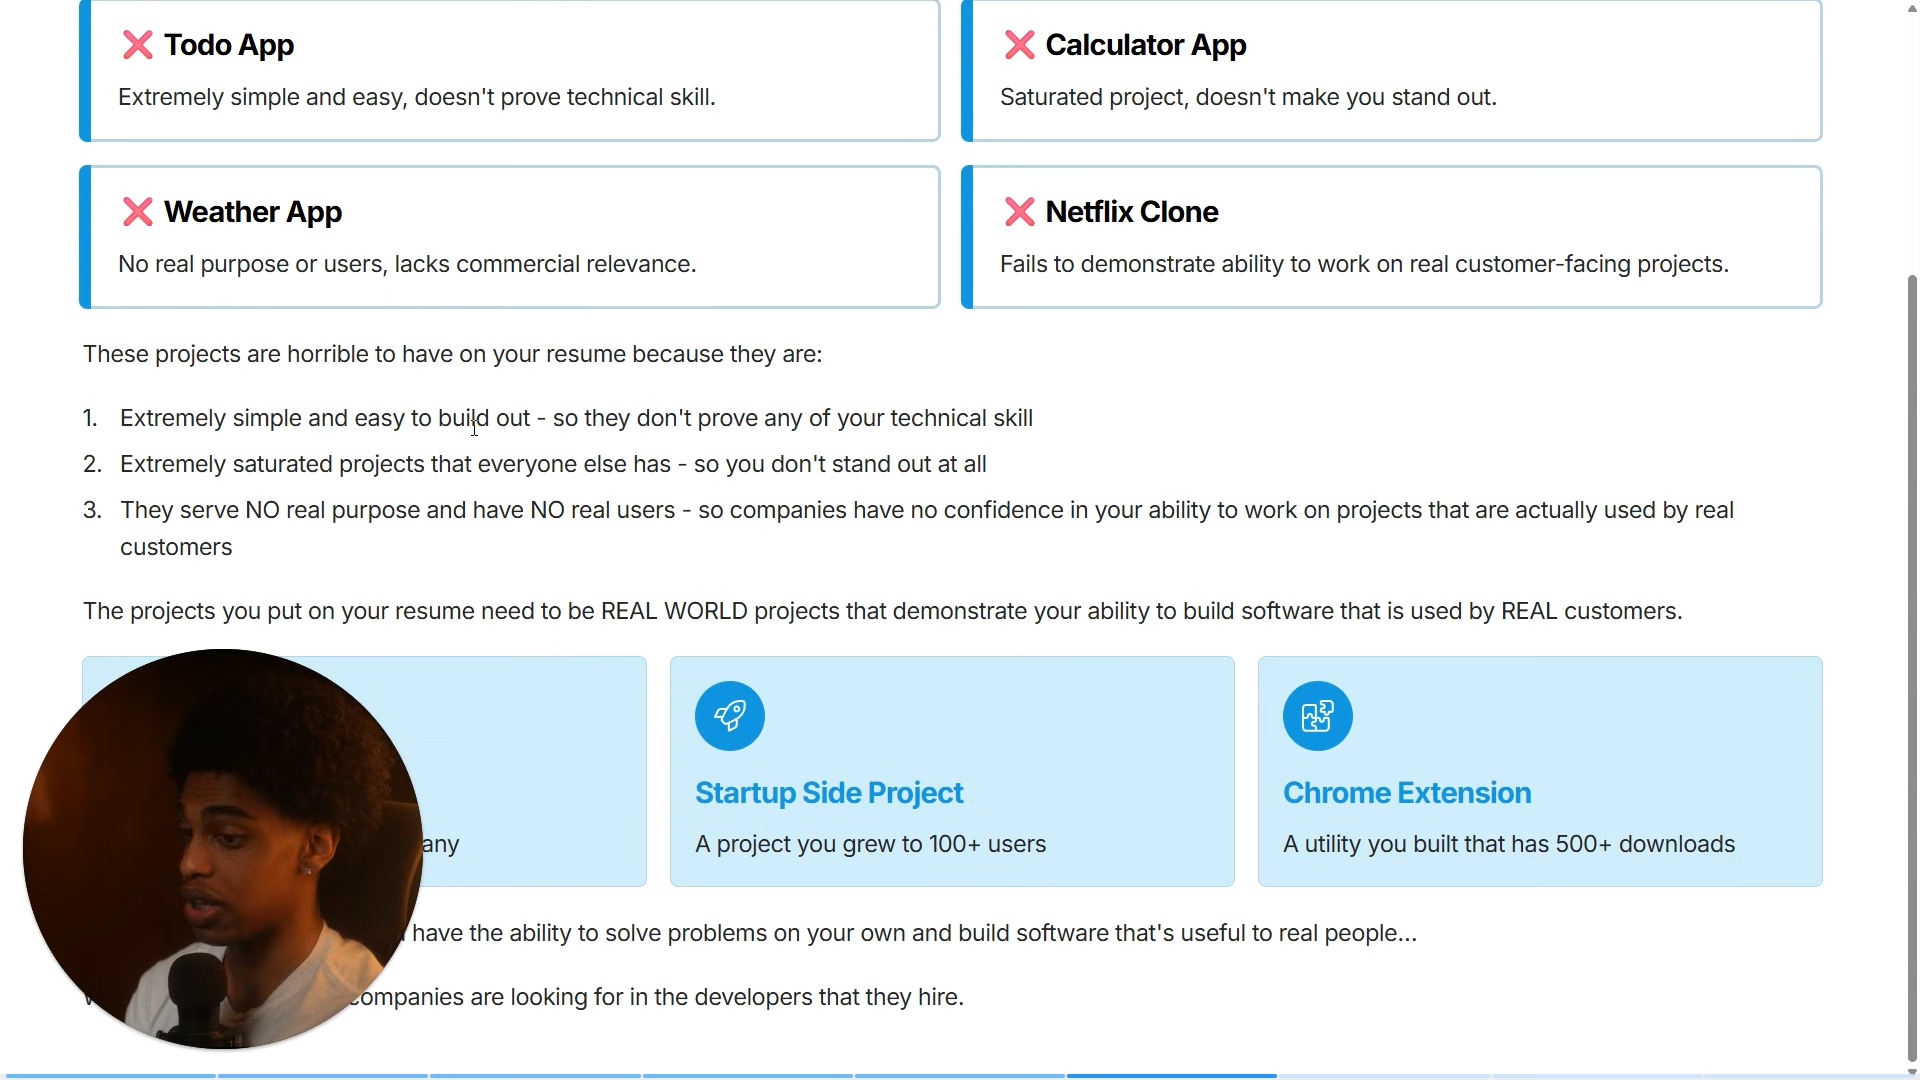 Todo App
Extremely simple and easy, doesn't prove technical skill.
Calculator App
Saturated project, doesn't make you stand out.
Weather App
No real purpose or users, lacks commercial relevance.
Netflix Clone
Fails to demonstrate ability to work on real customer-facing projects.
These projects are horrible to have on your resume because they are:
1. Extremely simple and easy to build out - so they don't prove any of your technical skill
2. Extremely saturated projects that everyone else has - so you don't stand out at all
3. They serve NO real purpose and have NO real users - so companies have no confidence in your ability to work on projects that are actually used by real
customers
The projects you put on your resume need to be REAL WORLD projects that demonstrate your ability to build software that is used by REAL customers.
Startup Side Project
A project you grew to 100+ users
Chrome Extension
A utility you built that has 500+ downloads
have the ability to solve problems on your own and build software that's useful to real people...
companies are looking for in the developers that they hire.